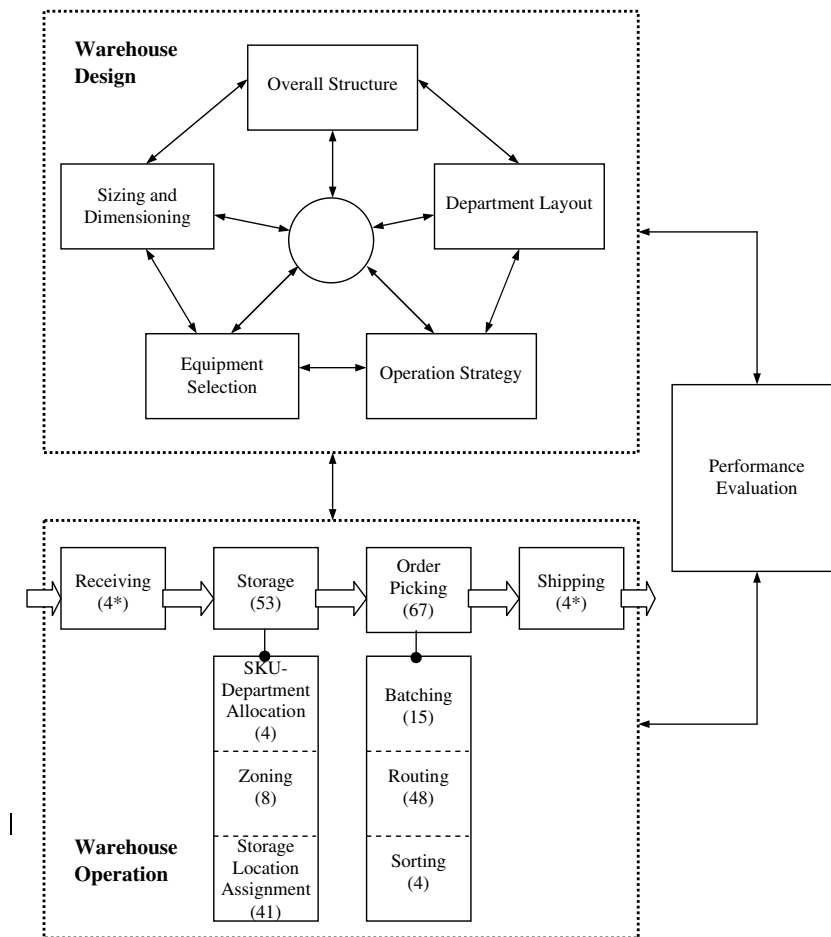 Warehouse
Design
Overall Structure
Sizing and
Dimensioning
Department Layout
Equipment
Selection
Operation Strategy
Performance
Evaluation
Receiving
(4*)
Storage
(53)
Order
Picking
(67)
Shipping
(4*)
SKU-
Department
Allocation
(4)
Zoning
(8)
Storage
Location
Assignment
(41)
Batching
(15)
Routing
(48)
Sorting
(4)
Warehouse
Operation